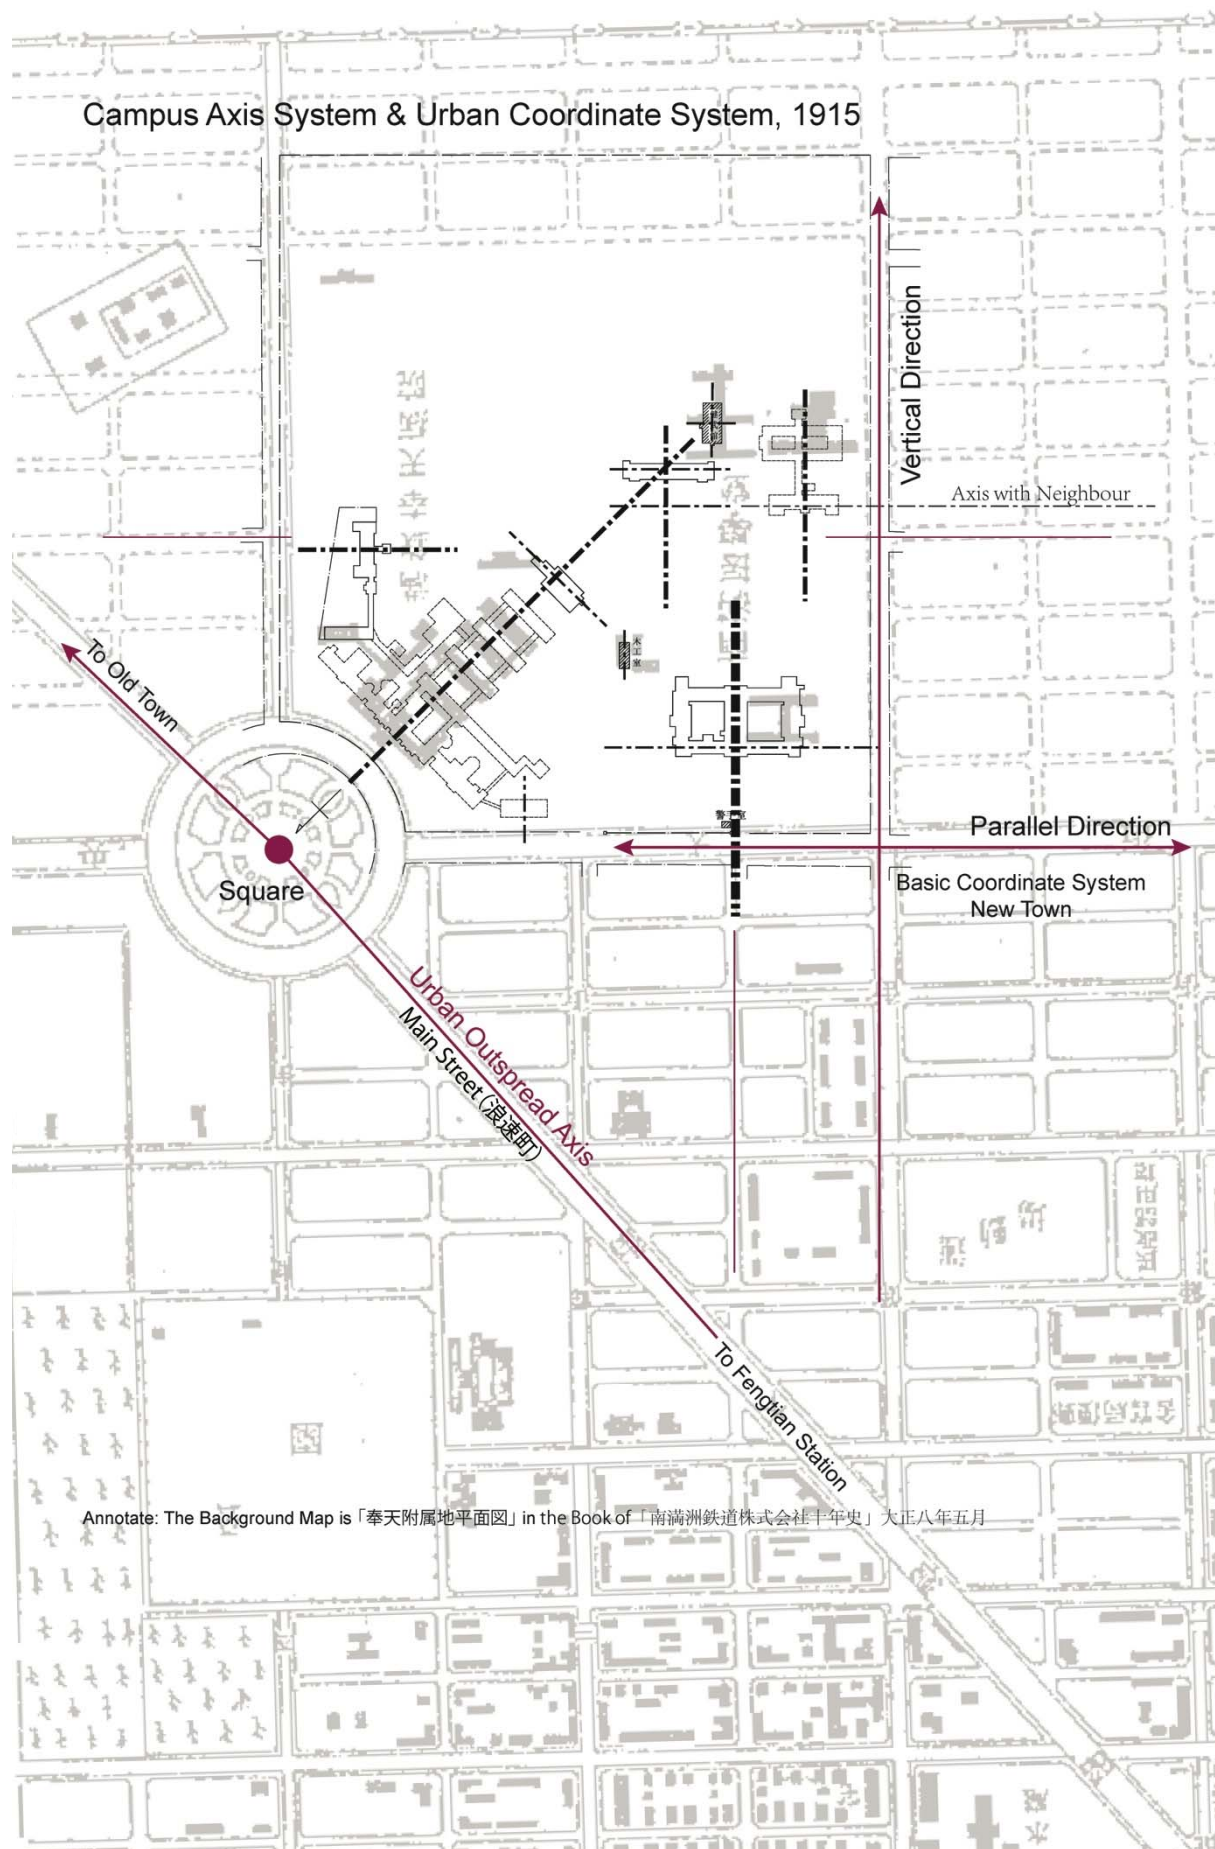 Campus Axis System & Urban Coordinate System, 1915
Vertical Direction
Axis with Neighbour
To Old Town
木工室
Parallel Direction
Square
Basic Coordinate System
New Town
Urban Outspread Axis
Main Street (浪速町)
To Fengtian Station
Annotate: The Background Map is「奉天附属地平面図」in the Book of「南満洲鉄道株式会社十年史」大正八年五月